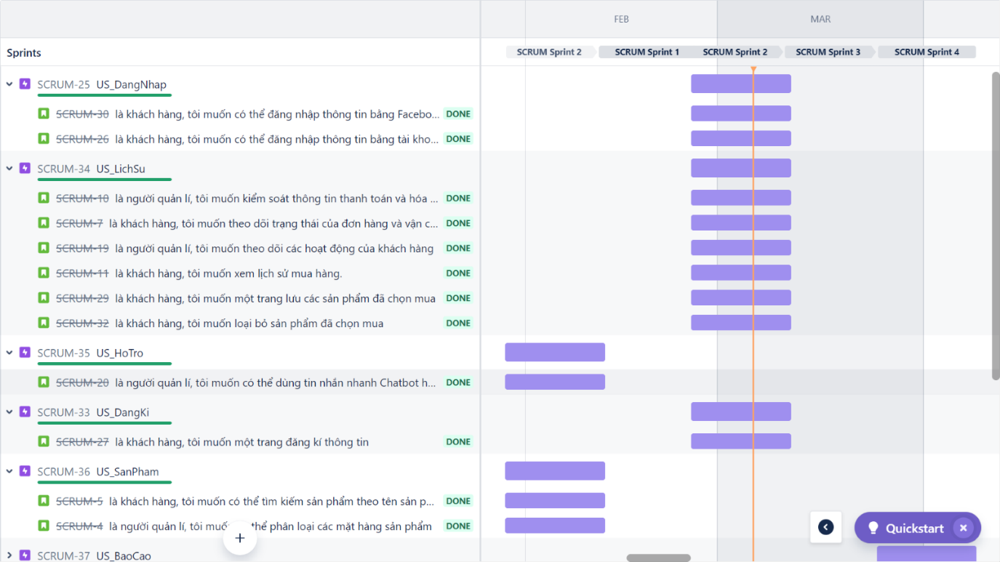 FEB MAR
Sprints SCRUM Sprint 2 SCRUM Sprint 1 SCRUM Sprint 2 SCRUM Sprint 3 SCRUM Sprint 4
SCRUM-25 US_DangNhap
SCRUM-30 là khách hàng, tôi muốn có thể đăng nhập thông tin bằng Facebo... DONE
SCRUM-26 là khách hàng, tôi muốn có thể đăng nhập thông tin bằng tài kho... DONE
SCRUM-34 US_LichSu
SCRUM-10 là người quản lí, tôi muốn kiểm soát thông tin thanh toán và hóa ... DONE
SCRUM-7 là khách hàng, tôi muốn theo dõi trạng thái của đơn hàng và vận c... DONE
SCRUM-19 là người quản lí, tôi muốn theo dõi các hoạt động của khách hàng DONE
SCRUM-11 là khách hàng, tôi muốn xem lịch sử mua hàng. DONE
SCRUM-29 là khách hàng, tôi muốn một trang lưu các sản phẩm đã chọn mua DONE
SCRUM-32 là khách hàng, tôi muốn loại bỏ sản phẩm đã chọn mua DONE
SCRUM-35 US_HoTro
SCRUM-20 là người quản lí, tôi muốn có thể dùng tin nhắn nhanh Chatbot h... DONE
SCRUM-33 US_DangKi
SCRUM-27 là khách hàng, tôi muốn một trang đăng kí thông tin DONE
SCRUM-36 US_SanPham
SCRUM-5 là khách hàng, tôi muốn có thể tìm kiếm sản phẩm theo tên sản p... DONE
SCRUM-4 là người quản lí, tôi thể phân loại các mặt hàng sản phẩm DONE
Quickstart
SCRUM-37 US_BaoCao